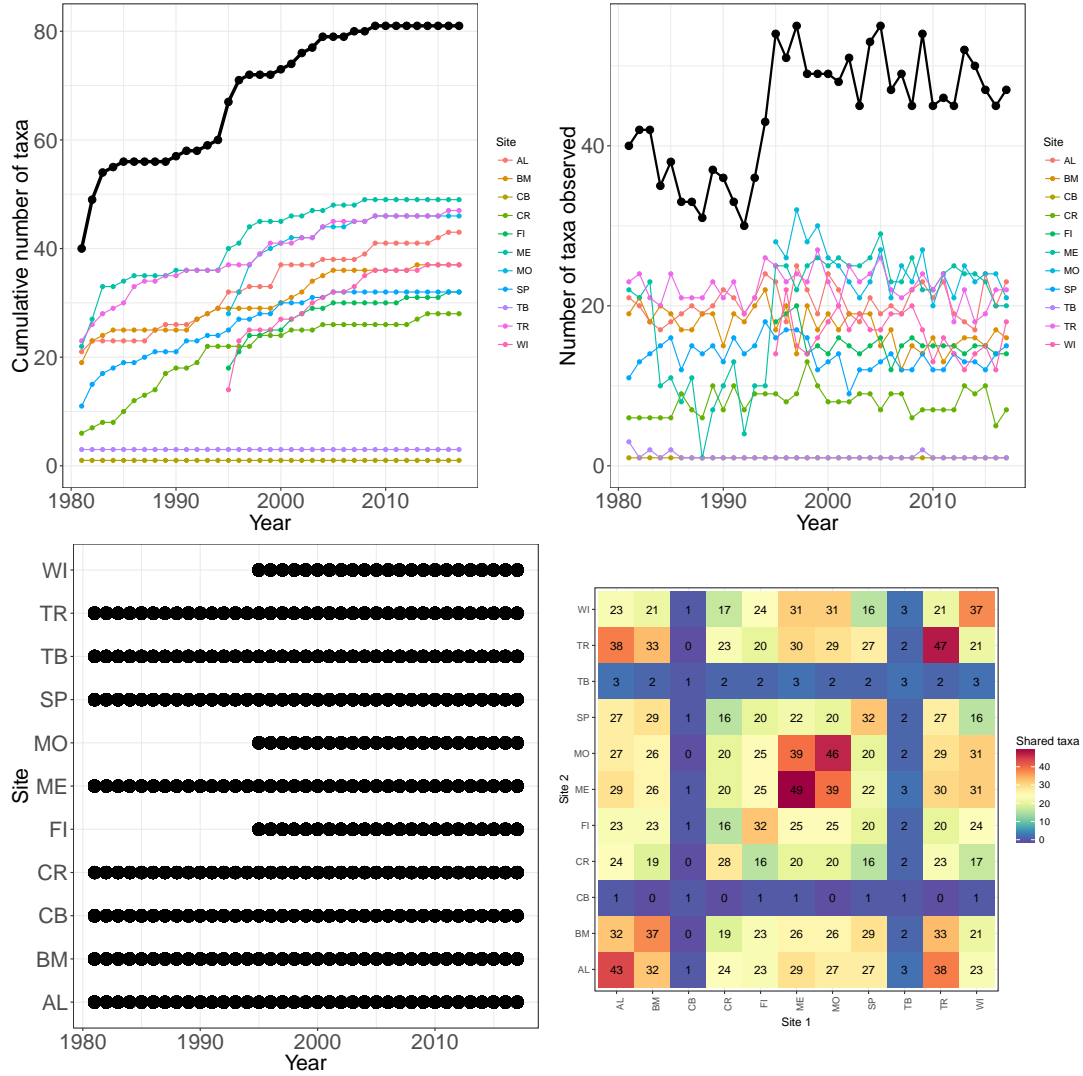 Cumulative number of taxa
80
60
40
20
0
1980 1990 2000 2010
Year
Site
AL
BM
CB
CR
FI
ME
MO
SP
TB
TR
WI
Number of taxa observed
40
20
0
1980 1990 2000 2010
Year
Site
AL
BM
CB
CR
FI
ME
MO
SP
TB
TR
WI
Site
WI
TR
TB
SP
MO
ME
FI
CR
CB
BM
AL
1980 1990 2000 2010
Year
Site 2
WI 23 21 1 17 24 31 31 16 3 21 37
TR 38 33 0 23 20 30 29 27 2 47 21
TB 3 2 1 2 2 3 2 2 3 2 3
SP 27 29 1 16 20 22 20 32 2 27 16
MO 27 26 0 20 25 39 46 20 2 29 31
ME 29 26 1 20 25 49 39 22 3 30 31
FI 23 23 1 16 32 25 25 20 2 20 24
CR 24 19 0 28 16 20 20 16 2 23 17
CB 1 0 1 0 1 1 0 1 1 0 1
BM 32 37 0 19 23 26 26 29 2 33 21
AL 43 32 1 24 23 29 27 27 3 38 23
AL BM CB CR FI ME MO SP TB TR WI
Site 1
Shared taxa
40
30
20
10
0